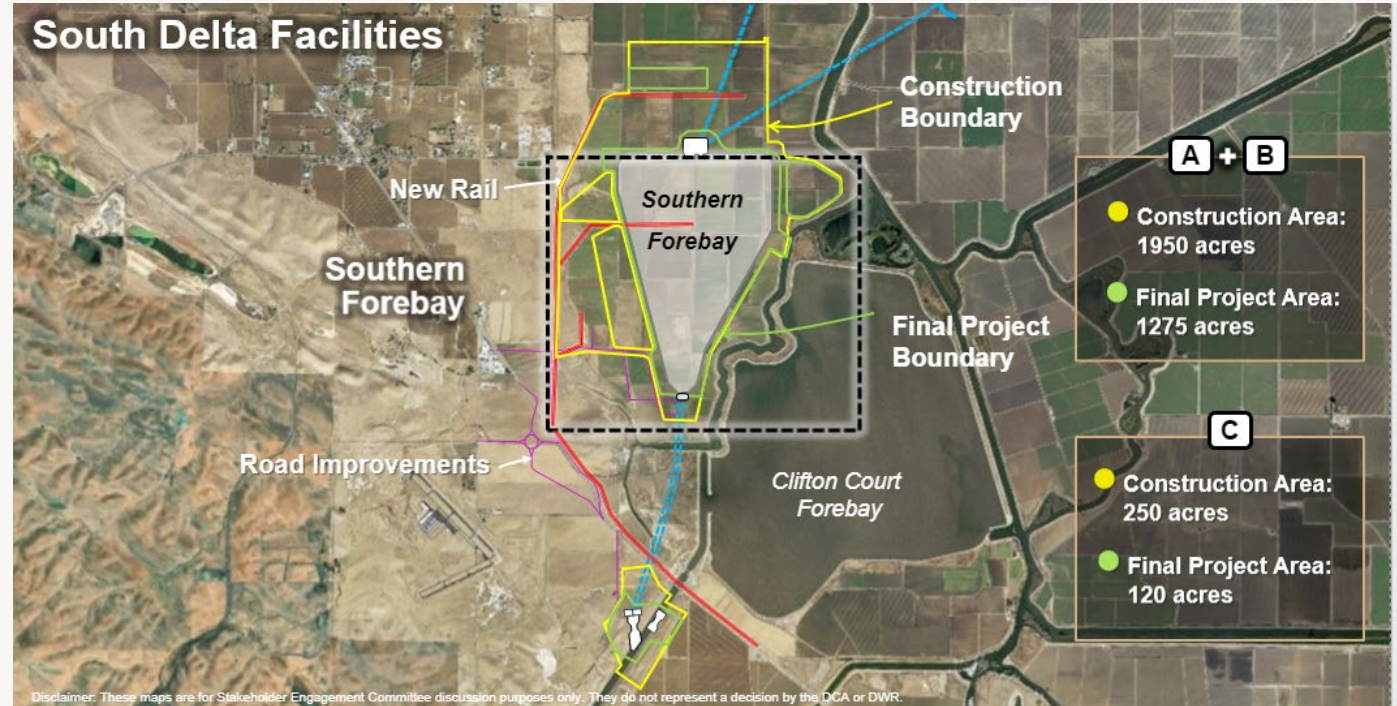 South Delta Facilities
Construction
Boundary
New Rail
Southern
Forebay
Southern
Forebay
Final Project
Boundary
Road Improvements
Clifton Court
Forebay
A + B
Construction Area:
1950 acres
Final Project Area:
1275 acres
C
Construction Area:
250 acres
Final Project Area:
120 acres
Disclaimer: These maps are for Stakeholder Engagement Committee discussion purposes only. They do not represent a decision by the DCA or DWR.